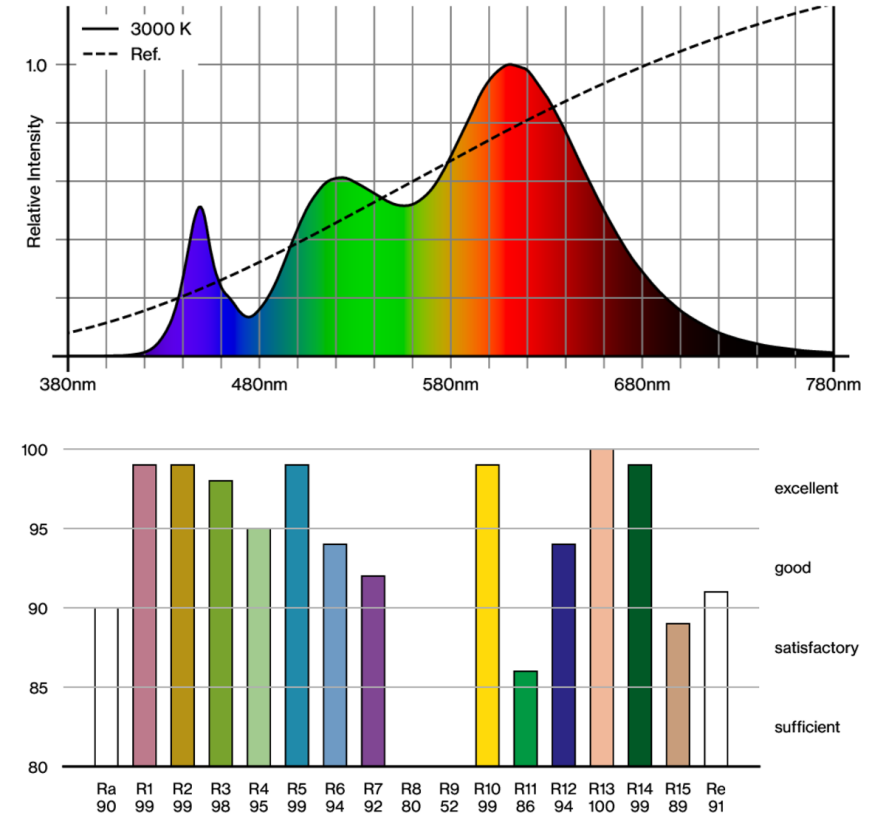 3000 K
Ref.
1.0
Relative Intensity
380nm 480nm 580nm 680nm 780nm
100
excellent
95
good
90
satisfactory
85
sufficient
80
Ra R1 R2 R3 R4 R5 R6 R7 R8 R9 R10 R11 R12 R13 R14 R15 Re
90 99 99 98 95 99 94 92 80 52 99 86 94 100 99 89 91